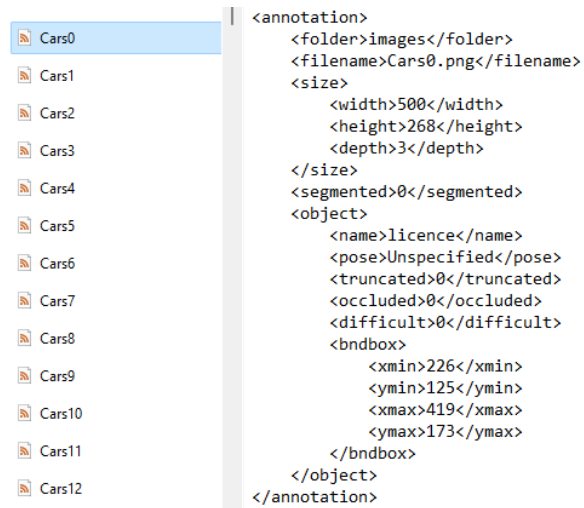 Cars0
Cars1
Cars2
Cars3
Cars4
Cars5
Cars6
Cars7
Cars8
Cars9
Cars10
Cars11
Cars12
<annotation>
    <folder>images</folder>
    <filename>Cars0.png</filename>
    <size>
        <width>500</width>
        <height>268</height>
        <depth>3</depth>
    </size>
    <segmented>0</segmented>
    <object>
        <name>licence</name>
        <pose>Unspecified</pose>
        <truncated>0</truncated>
        <occluded>0</occluded>
        <difficult>0</difficult>
        <bndbox>
            <xmin>226</xmin>
            <ymin>125</ymin>
            <xmax>419</xmax>
            <ymax>173</ymax>
        </bndbox>
    </object>
</annotation>